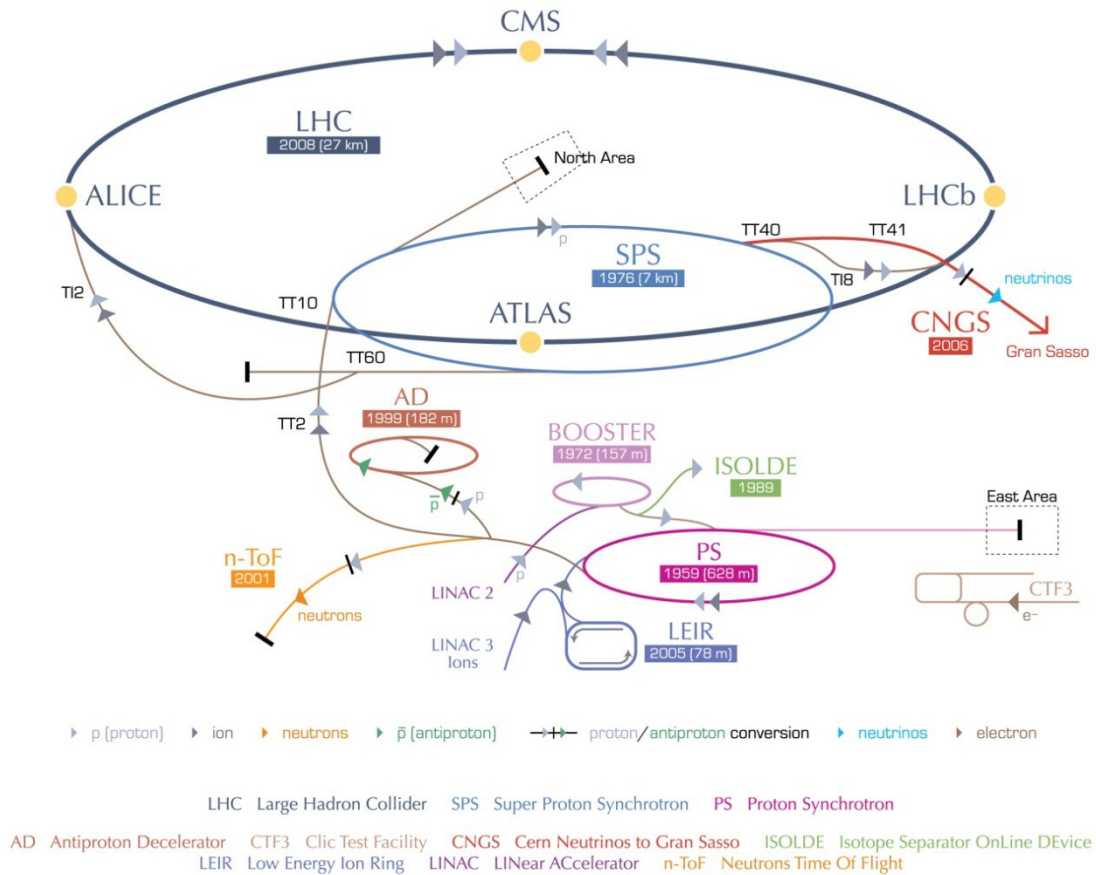 CMS
LHC
2008 (27 km)
North Area
ALICE
LHCb
TT40
TT41
p
SPS
1976 (7 km)
TI8
neutrinos
TI2
TT10
ATLAS
CNGS
2006
Gran Sasso
TT60
AD
1999 (182 m)
TT2
BOOSTER
1972 (157 m)
ISOLDE
1989
p̅
p
East Area
n-ToF
2001
PS
1959 (628 m)
LINAC 2
p
neutrons
CTF3
e-
LINAC 3
Ions
LEIR
2005 (78 m)
p (proton) ion neutrons p̅ (antiproton) proton/antiproton conversion neutrinos electron
LHC Large Hadron Collider SPS Super Proton Synchrotron PS Proton Synchrotron
AD Antiproton Decelerator CTF3 Clic Test Facility CNGS Cern Neutrinos to Gran Sasso ISOLDE Isotope Separator OnLine DEvice
LEIR Low Energy Ion Ring LINAC LINear ACcelerator n-ToF Neutrons Time Of Flight